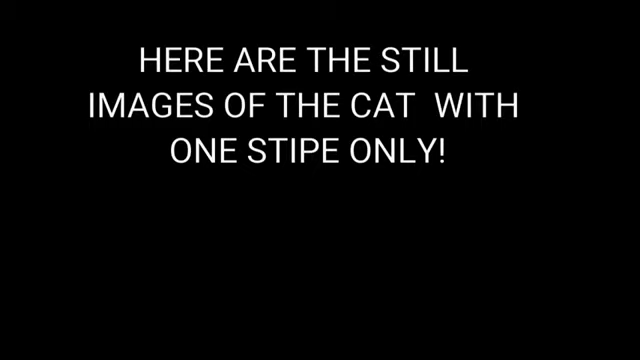 HERE ARE THE STILL
IMAGES OF THE CAT  WITH
ONE STIPE ONLY!